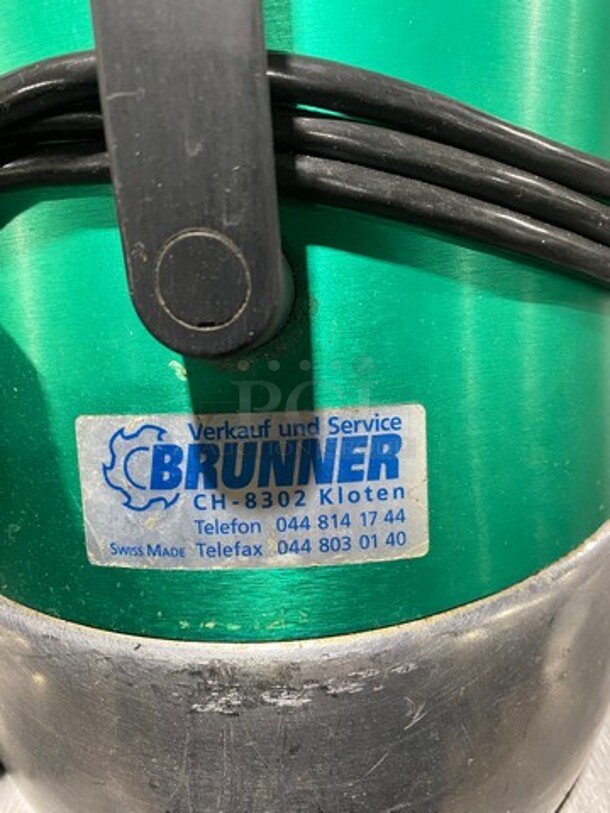 Verkauf und Service
BRUNNER
CH-8302 Kloten
Telefon 044 814 17 44
SWISS MADE Telefax 044 803 01 40
PCI